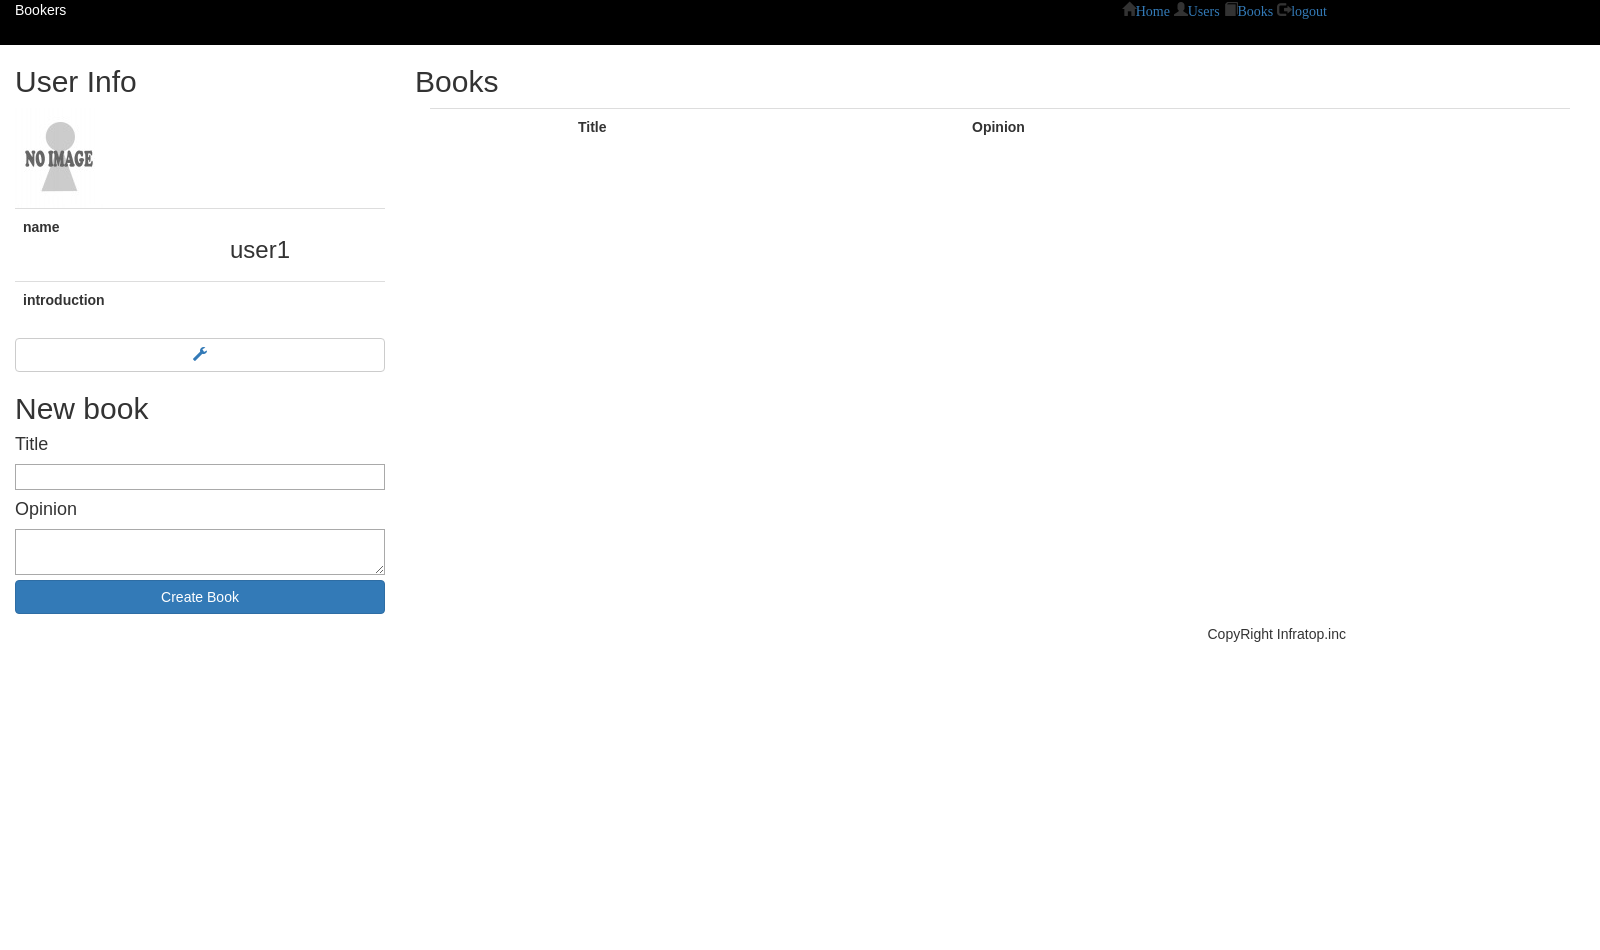 Bookers
Home Users Books logout
User Info
NO IMAGE
name
user1
introduction
New book
Title
Opinion
Create Book
Books
Title Opinion
CopyRight Infratop.inc